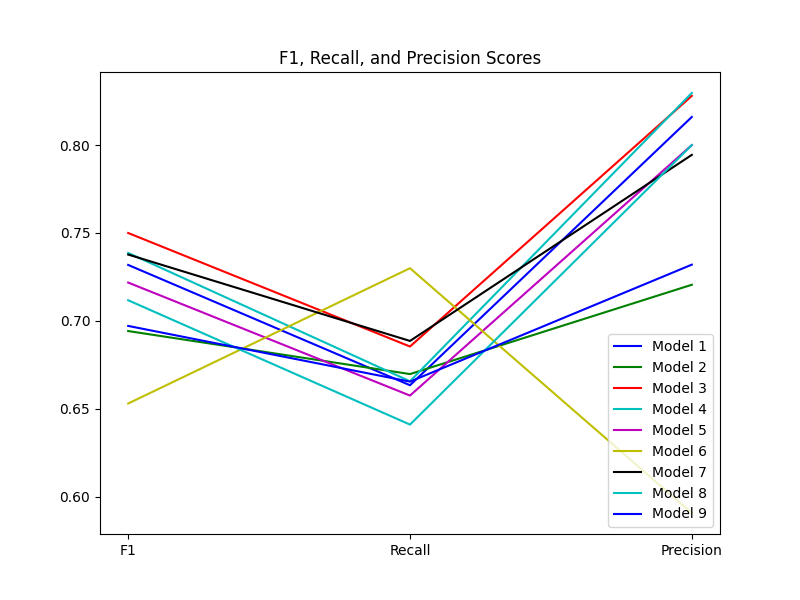 F1, Recall, and Precision Scores
0.80
0.75
0.70
0.65
0.60
Model 1
Model 2
Model 3
Model 4
Model 5
Model 6
Model 7
Model 8
Model 9
F1 Recall Precision